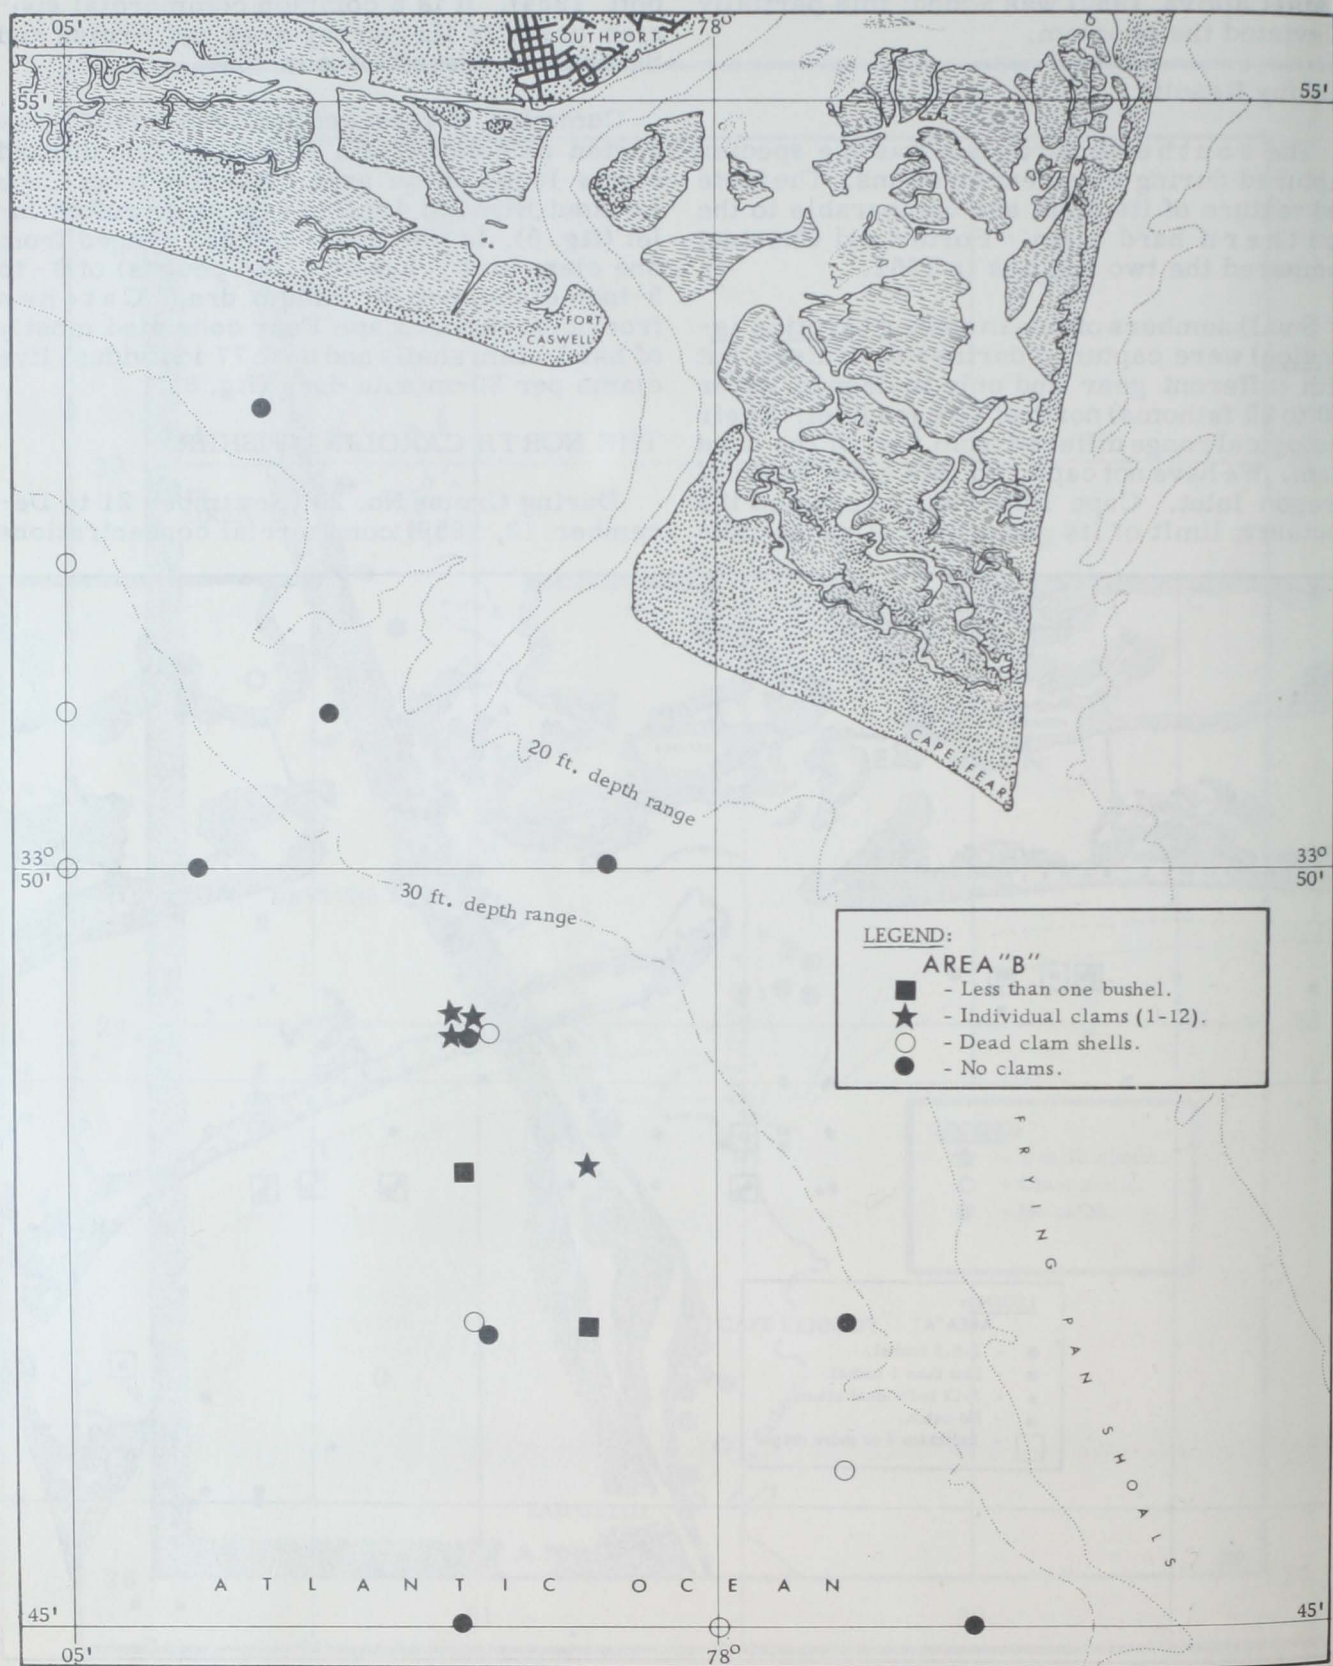 05'
78°
SOUTHPORT
55'
55'
FORT
CASWELL
CAPE FEAR
20 ft. depth range
33°
50'
33°
50'
30 ft. depth range
LEGEND:
AREA "B"
- Less than one bushel.
- Individual clams (1-12).
- Dead clam shells.
- No clams.
FRYING PAN SHOALS
ATLANTIC OCEAN
45'
45'
05'
78°